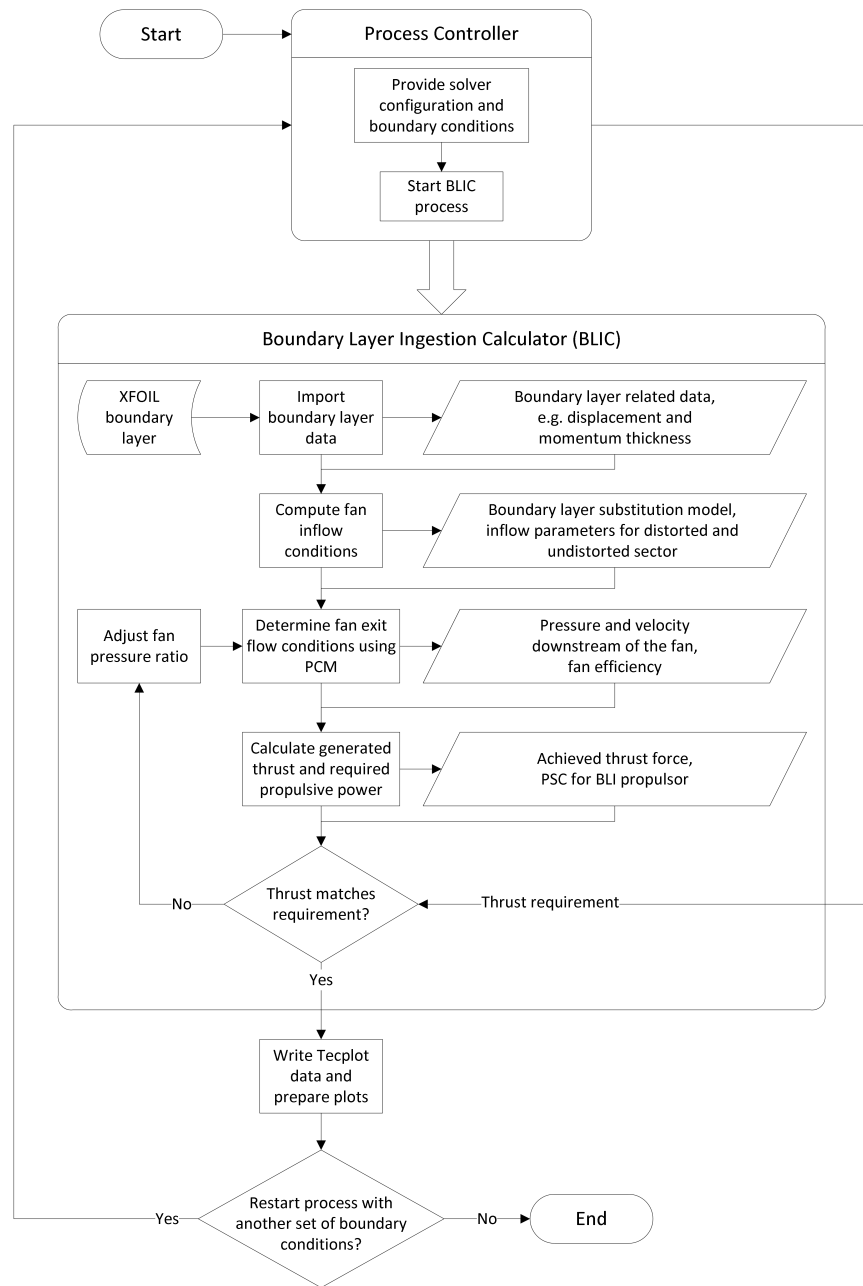 Start
Process Controller
Provide solver
configuration and
boundary conditions
Start BLIC
process
Boundary Layer Ingestion Calculator (BLIC)
XFOIL
boundary
layer
Import
boundary layer
data
Boundary layer related data,
e.g. displacement and
momentum thickness
Compute fan
inflow
conditions
Boundary layer substitution model,
inflow parameters for distorted and
undistorted sector
Adjust fan
pressure ratio
Determine fan exit
flow conditions using
PCM
Pressure and velocity
downstream of the fan,
fan efficiency
Calculate generated
thrust and required
propulsive power
Achieved thrust force,
PSC for BLI propulsor
No
Thrust matches
requirement?
Thrust requirement
Yes
Write Tecplot
data and
prepare plots
Yes
Restart process with
another set of boundary
conditions?
No
End